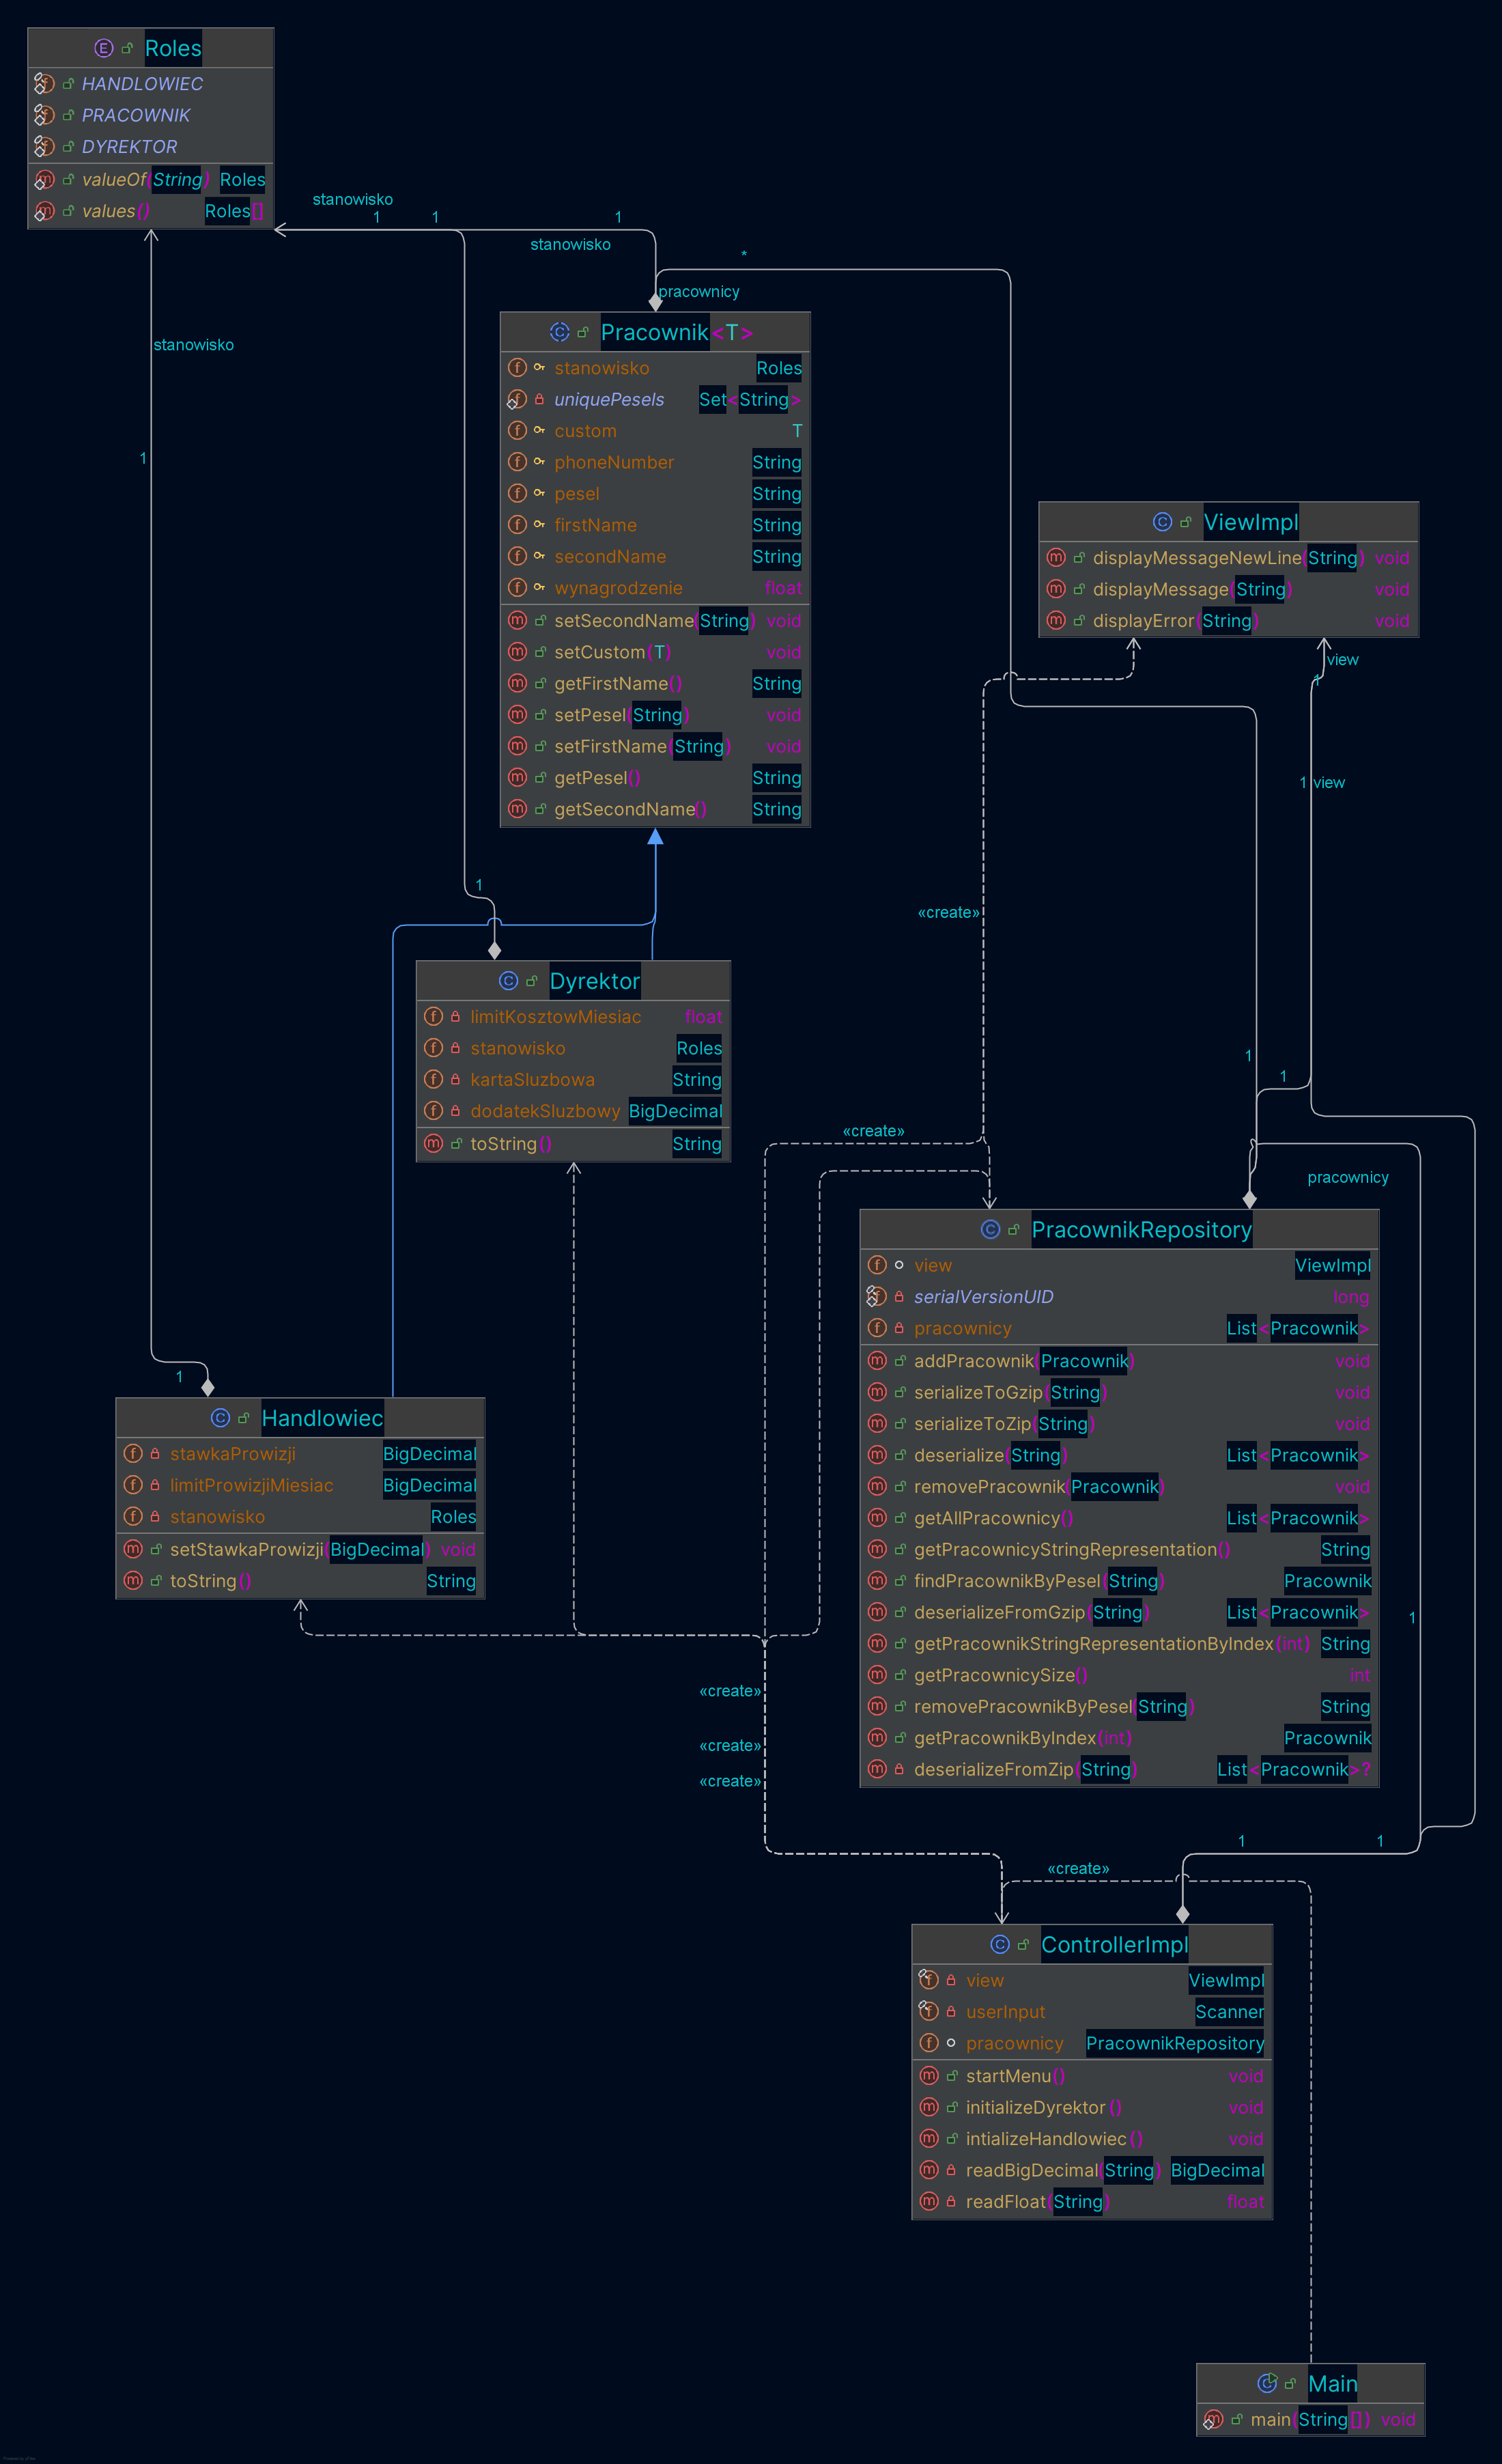 Roles
HANDLOWIEC
PRACOWNIK
DYREKTOR
valueOf(String) Roles
values() Roles[]
stanowisko
1 1 1
stanowisko
*
pracownicy
stanowisko
1
Pracownik<T>
stanowisko Roles
uniquePesels Set<String>
custom T
phoneNumber String
pesel String
firstName String
secondName String
wynagrodzenie float
setSecondName(String) void
setCustom(T) void
getFirstName() String
setPesel(String) void
setFirstName(String) void
getPesel() String
getSecondName() String
ViewImpl
displayMessageNewLine(String) void
displayMessage(String) void
displayError(String) void
view
1
1 view
1
«create»
Dyrektor
limitKosztowMiesiac float
stanowisko Roles
kartaSluzbowa String
dodatekSluzbowy BigDecimal
toString() String
1
1
«create»
pracownicy
PracownikRepository
view ViewImpl
serialVersionUID long
pracownicy List<Pracownik>
addPracownik(Pracownik) void
serializeToGzip(String) void
serializeToZip(String) void
deserialize(String) List<Pracownik>
removePracownik(Pracownik) void
getAllPracownicy() List<Pracownik>
getPracownicyStringRepresentation() String
findPracownikByPesel(String) Pracownik
deserializeFromGzip(String) List<Pracownik>
getPracownikStringRepresentationByIndex(int) String
getPracownicySize() int
removePracownikByPesel(String) String
getPracownikByIndex(int) Pracownik
deserializeFromZip(String) List<Pracownik>?
1
1
Handlowiec
stawkaProwizji BigDecimal
limitProwizjiMiesiac BigDecimal
stanowisko Roles
setStawkaProwizji(BigDecimal) void
toString() String
«create»
«create»
«create»
1 1
«create»
ControllerImpl
view ViewImpl
userInput Scanner
pracownicy PracownikRepository
startMenu() void
initializeDyrektor() void
intializeHandlowiec() void
readBigDecimal(String) BigDecimal
readFloat(String) float
Main
main(String[]) void